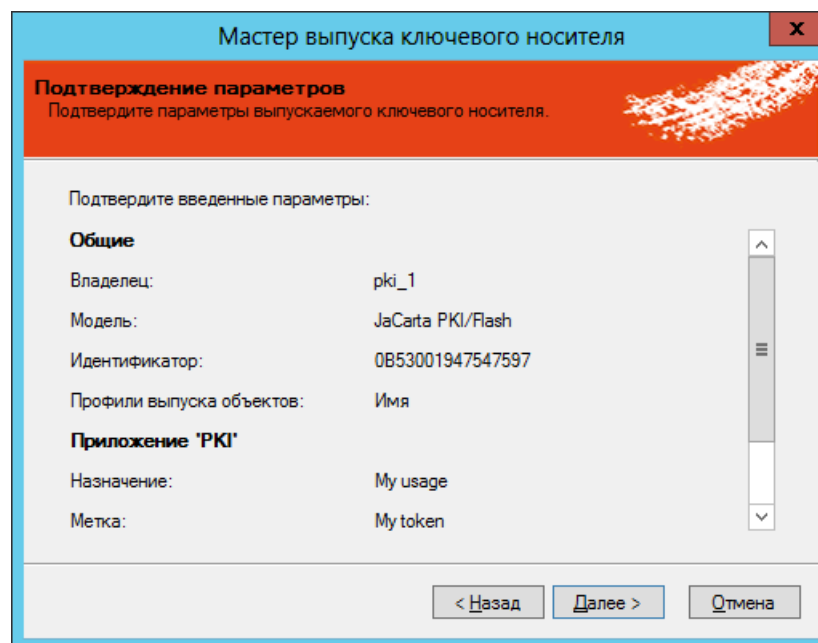 Мастер выпуска ключевого носителя
x
Подтверждение параметров
Подтвердите параметры выпускаемого ключевого носителя.
Подтвердите введенные параметры:
Общие
Владелец: pki_1
Модель: JaCarta PKI/Flash
Идентификатор: 0B53001947547597
Профили выпуска объектов: Имя
Приложение 'PKI'
Назначение: My usage
Метка: My token
< Назад Далее > Отмена